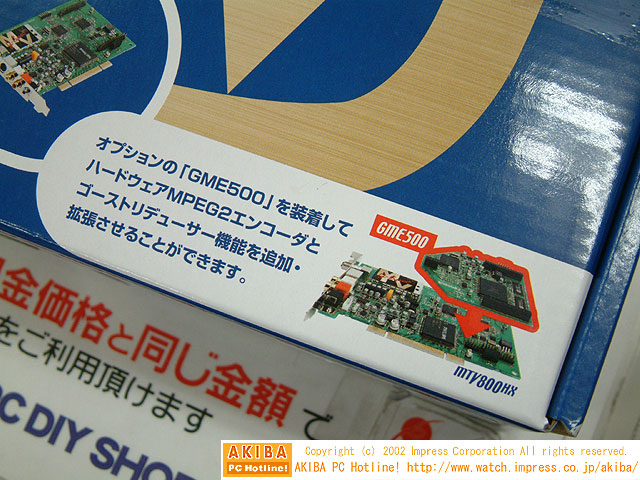 オプションの「GME500」を装着して
ハードウェアMPEG2エンコーダと
ゴーストリデューサー機能を追加・
拡張させることができます。
GME500
MTV800HX
金価格と同じ金額で
をご利用頂けます
PC DIY SHO
AKIBA
PC Hotline!
Copyright (c) 2002 Impress Corporation All rights reserved.
AKIBA PC Hotline! http://www.watch.impress.co.jp/akiba/